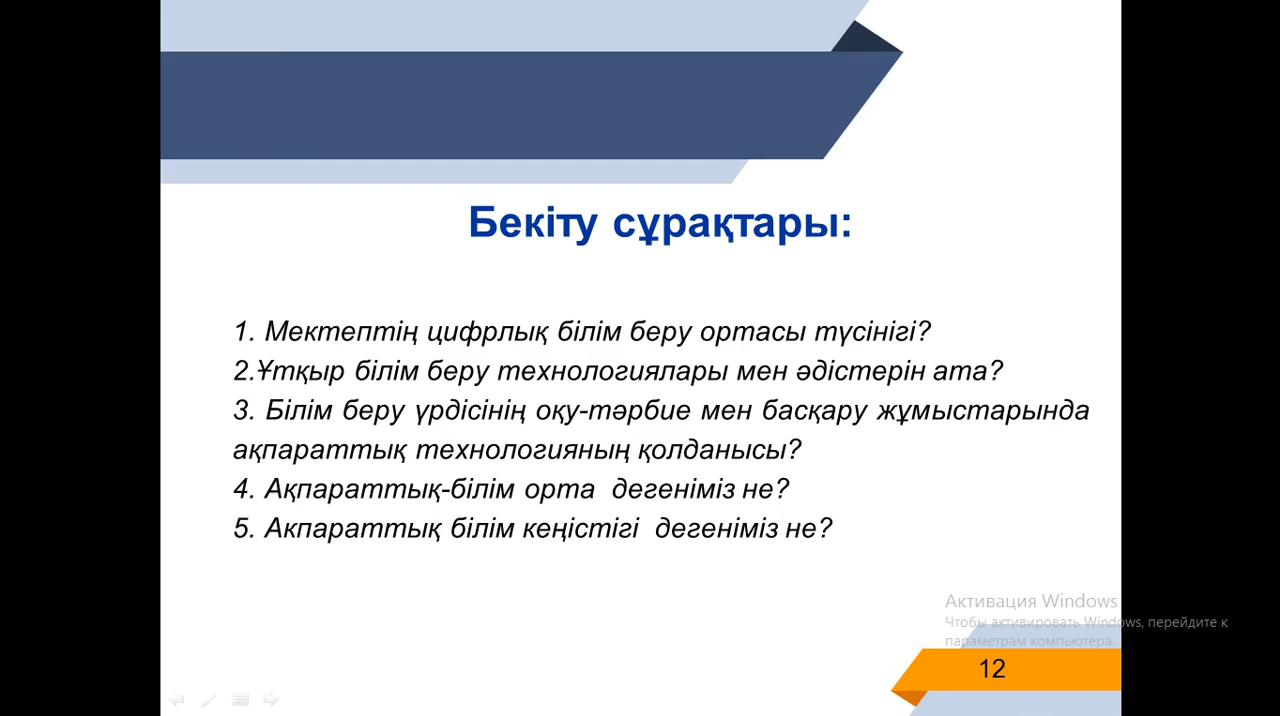 Бекіту сұрақтары:
1. Мектептің цифрлық білім беру ортасы түсінігі?
2.Ұтқыр білім беру технологиялары мен әдістерін ата?
3. Білім беру үрдісінің оқу-тәрбие мен басқару жұмыстарында
ақпараттық технологияның қолданысы?
4. Ақпараттық-білім орта дегеніміз не?
5. Акпараттық білім кеңістігі дегеніміз не?
Активация Windows
Чтобы активировать Windows, перейдите к
параметрам компьютера.
12